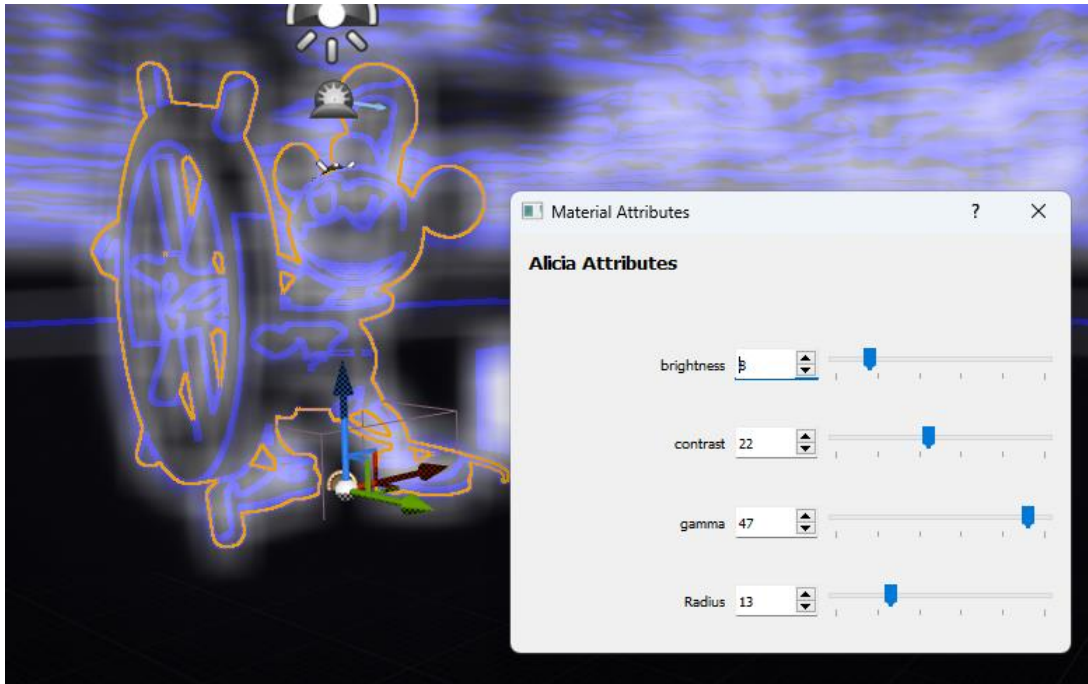 Material Attributes ?
Alicia Attributes
brightness 8
contrast 22
gamma 47
Radius 13